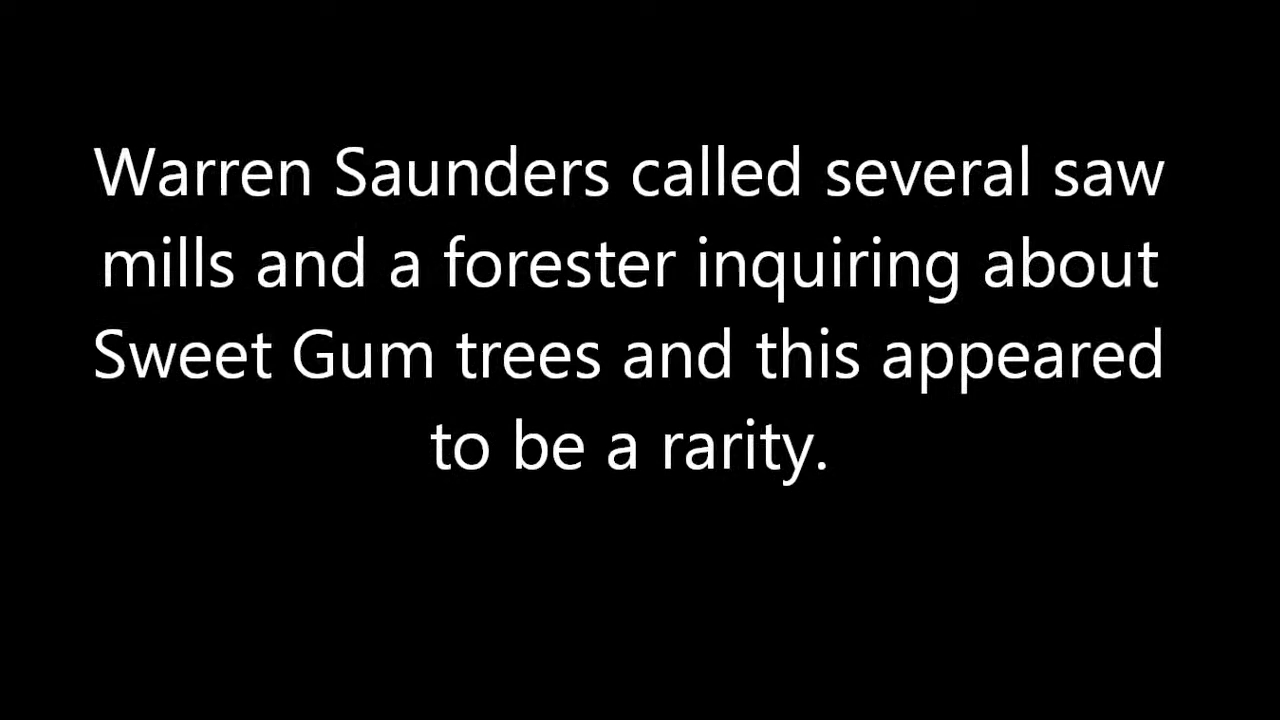 Warren Saunders called several saw
mills and a forester inquiring about
Sweet Gum trees and this appeared
to be a rarity.